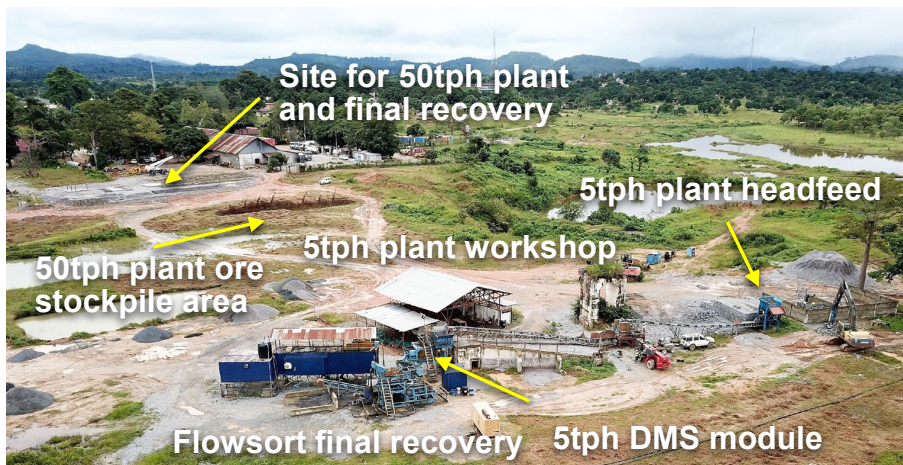 Site for 50tph plant
and final recovery
5tph plant headfeed
5tph plant workshop
50tph plant ore
stockpile area
Flowsort final recovery
5tph DMS module